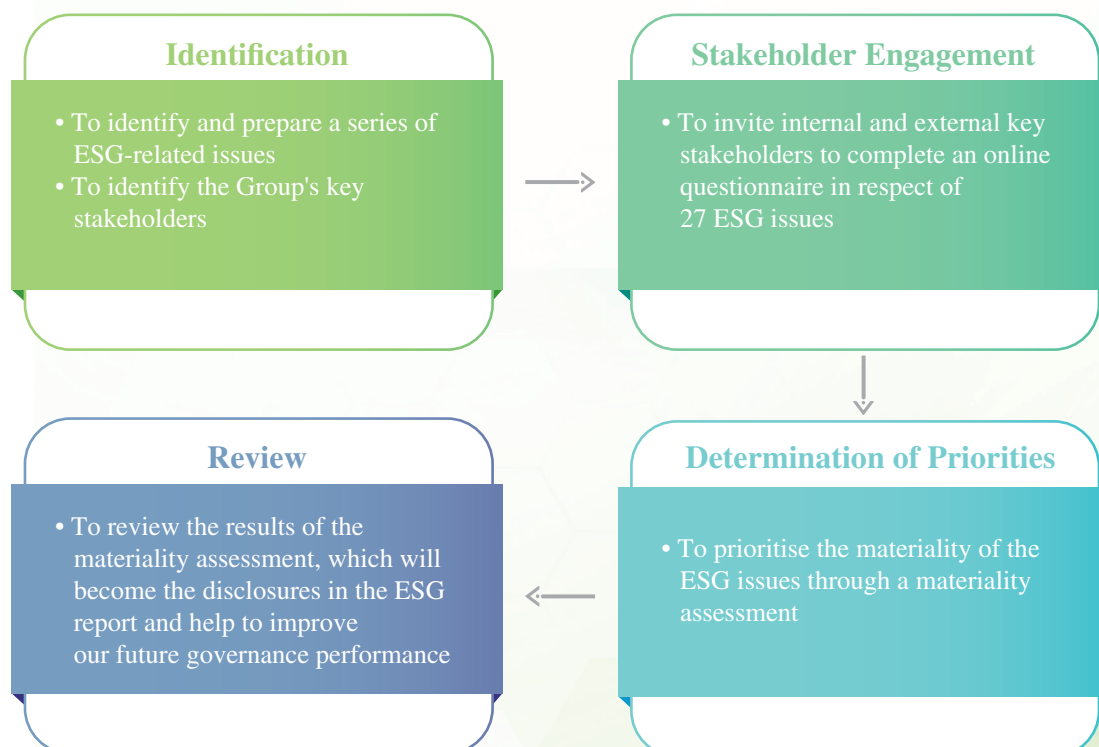 Identification
• To identify and prepare a series of
ESG-related issues
• To identify the Group's key
stakeholders
Stakeholder Engagement
• To invite internal and external key
stakeholders to complete an online
questionnaire in respect of
27 ESG issues
Determination of Priorities
• To prioritise the materiality of the
ESG issues through a materiality
assessment
Review
• To review the results of the
materiality assessment, which will
become the disclosures in the ESG
report and help to improve
our future governance performance